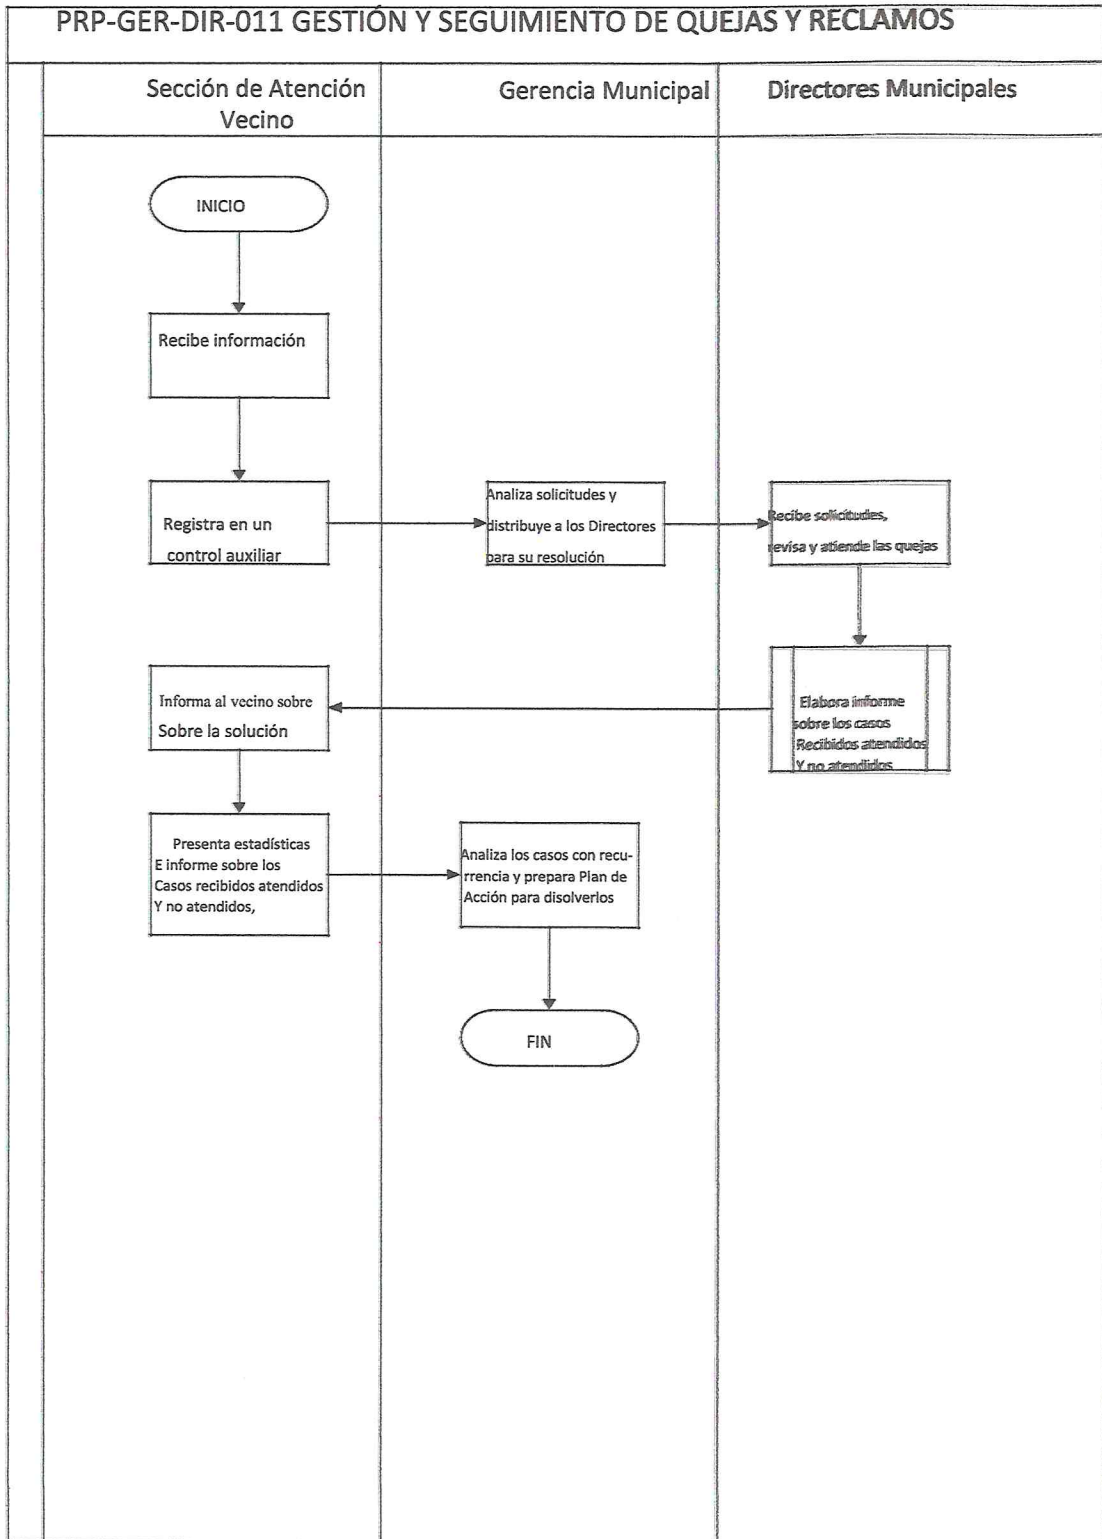 PRP-GER-DIR-011 GESTIÓN Y SEGUIMIENTO DE QUEJAS Y RECLAMOS
Sección de Atención
Vecino
Gerencia Municipal
Directores Municipales
INICIO
Recibe información
Registra en un
control auxiliar
Analiza solicitudes y
distribuye a los Directores
para su resolución
Recibe solicitudes,
revisa y atiende las quejas
Elabora informe
sobre los casos
Recibidos atendidos
Y no atendidos
Informa al vecino sobre
Sobre la solución
Presenta estadísticas
E informe sobre los
Casos recibidos atendidos
Y no atendidos,
Analiza los casos con recu-
rrencia y prepara Plan de
Acción para disolverlos
FIN